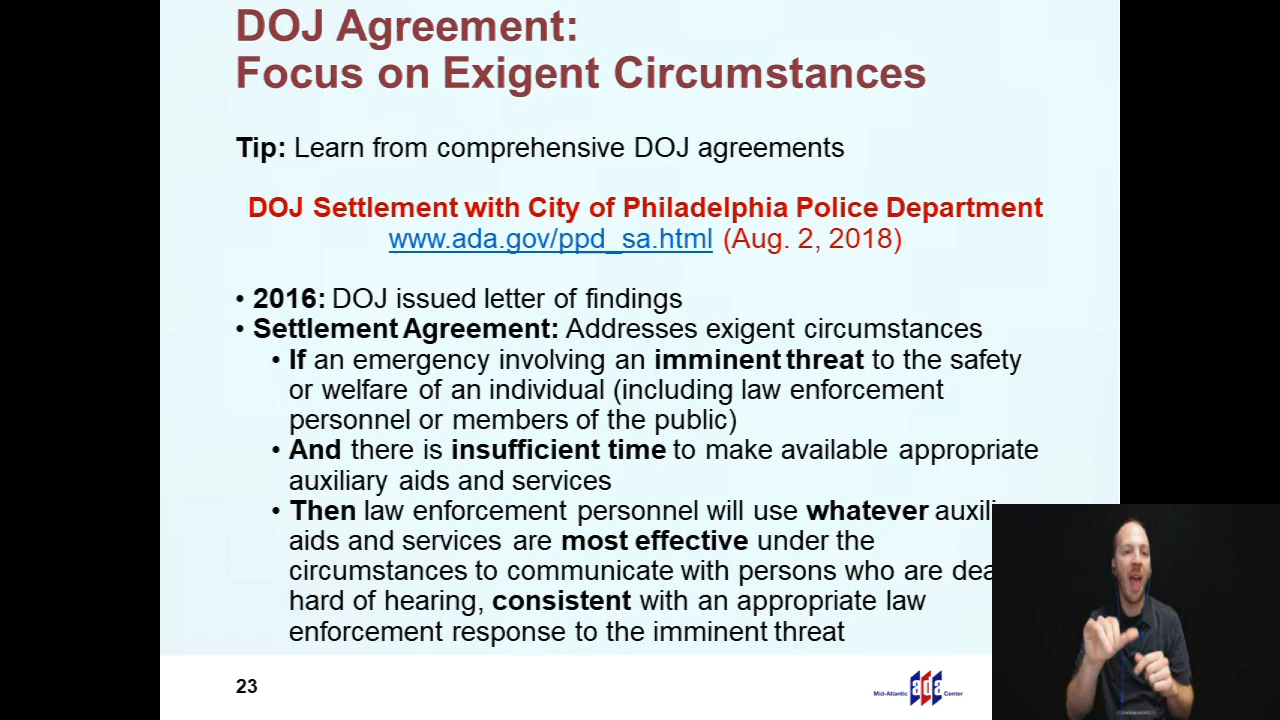 DOJ Agreement:
Focus on Exigent Circumstances
Tip: Learn from comprehensive DOJ agreements
DOJ Settlement with City of Philadelphia Police Department
www.ada.gov/ppd_sa.html (Aug. 2, 2018)
• 2016: DOJ issued letter of findings
• Settlement Agreement: Addresses exigent circumstances
• If an emergency involving an imminent threat to the safety
or welfare of an individual (including law enforcement
personnel or members of the public)
• And there is insufficient time to make available appropriate
auxiliary aids and services
• Then law enforcement personnel will use whatever
aids and services are most effective under the
circumstances to communicate with persons who are
hard of hearing, consistent with an appropriate law
enforcement response to the imminent threat
23
Mid-Atlantic ada Center